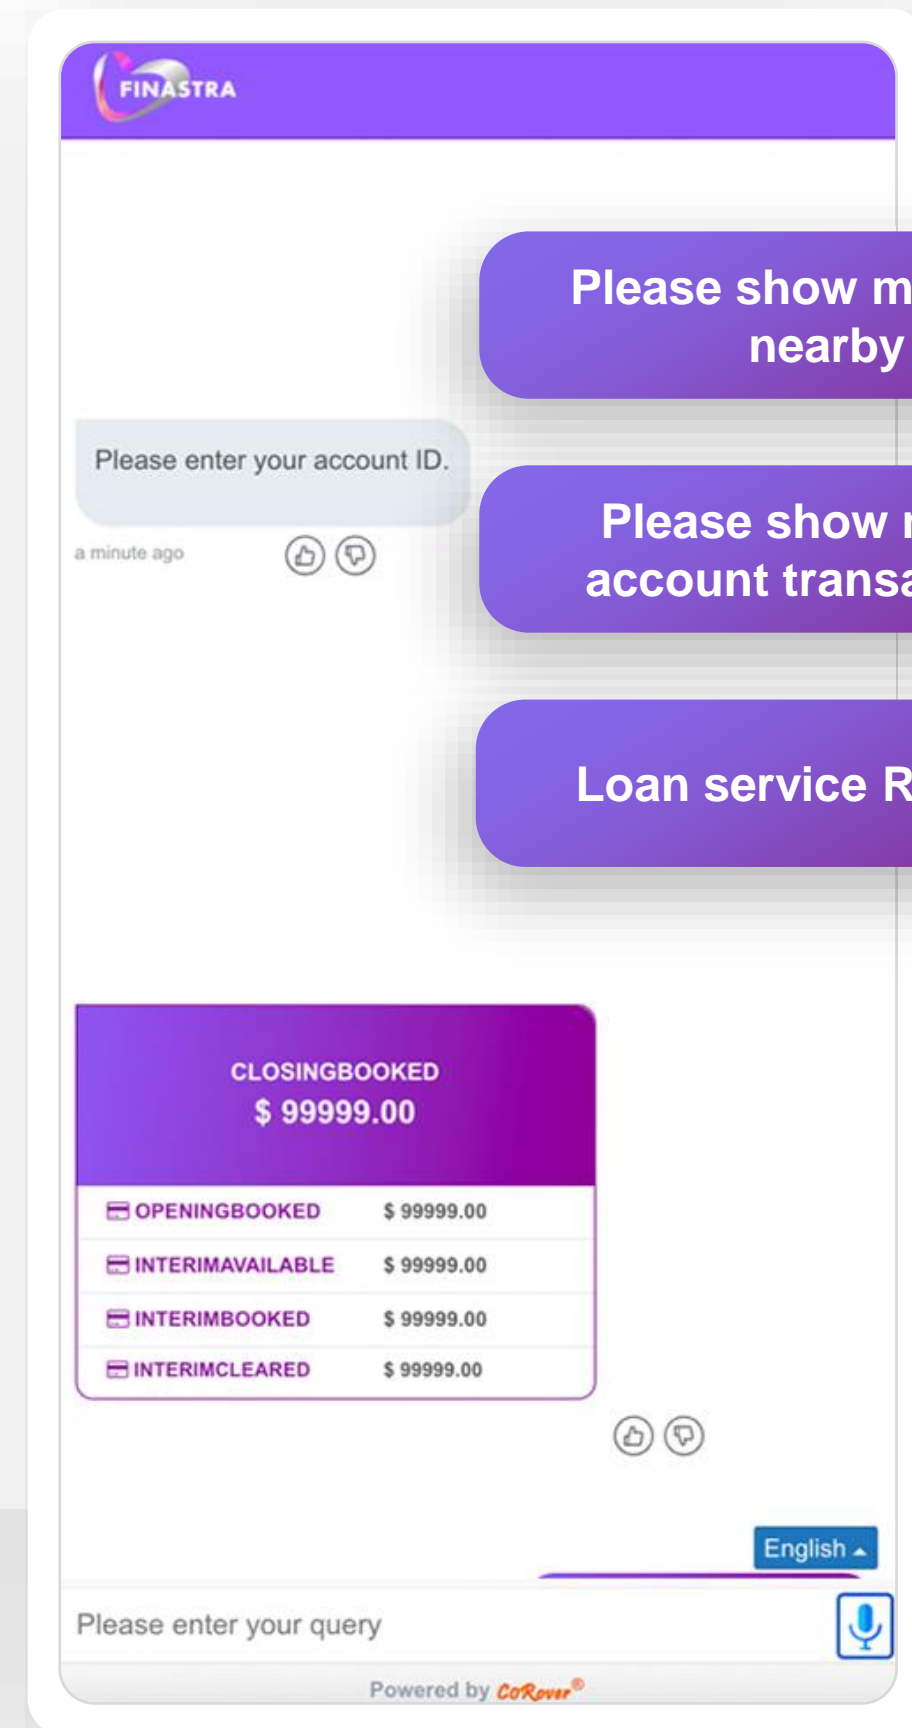 FINASTRA
Please show m
nearby
Please enter your account ID.
a minute ago
Please show
account transa
Loan service R
CLOSINGBOOKED
$ 99999.00
OPENINGBOOKED $ 99999.00
INTERIMAVAILABLE $ 99999.00
INTERIMBOOKED $ 99999.00
INTERIMCLEARED $ 99999.00
English
Please enter your query
Powered by CoRover®